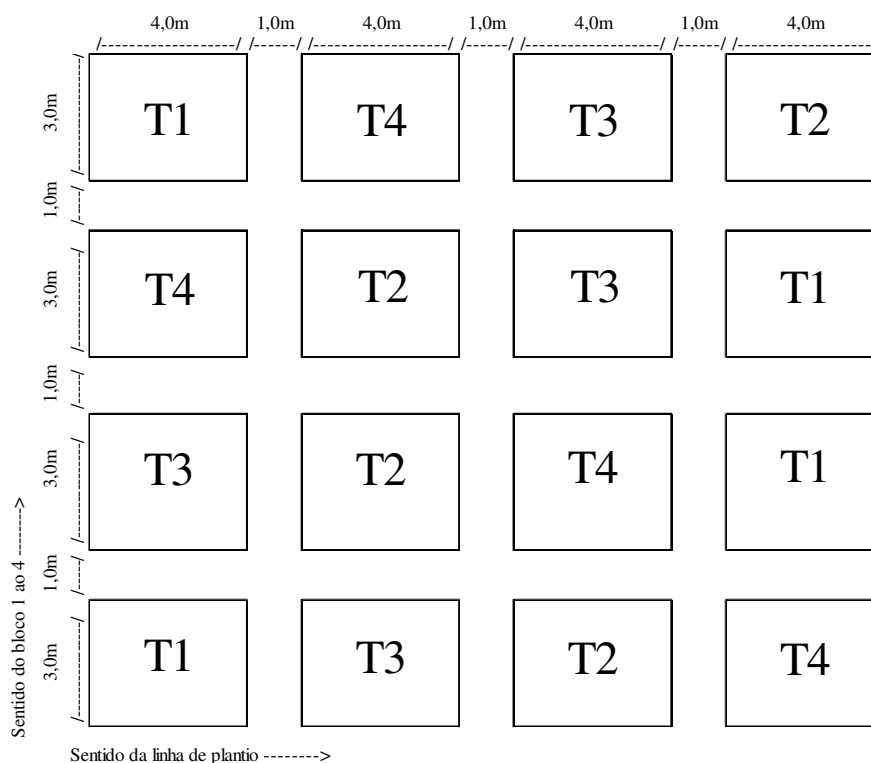 4,0m 1,0m 4,0m 1,0m 4,0m 1,0m 4,0m
/--------------------/ /------/ /--------------------/ /------/ /--------------------/ /------/ /--------------------
3,0m
T1 T4 T3 T2
1,0m
3,0m
T4 T2 T3 T1
1,0m
3,0m
T3 T2 T4 T1
1,0m
3,0m
T1 T3 T2 T4
Sentido do bloco 1 ao 4 -------->
Sentido da linha de plantio -------->